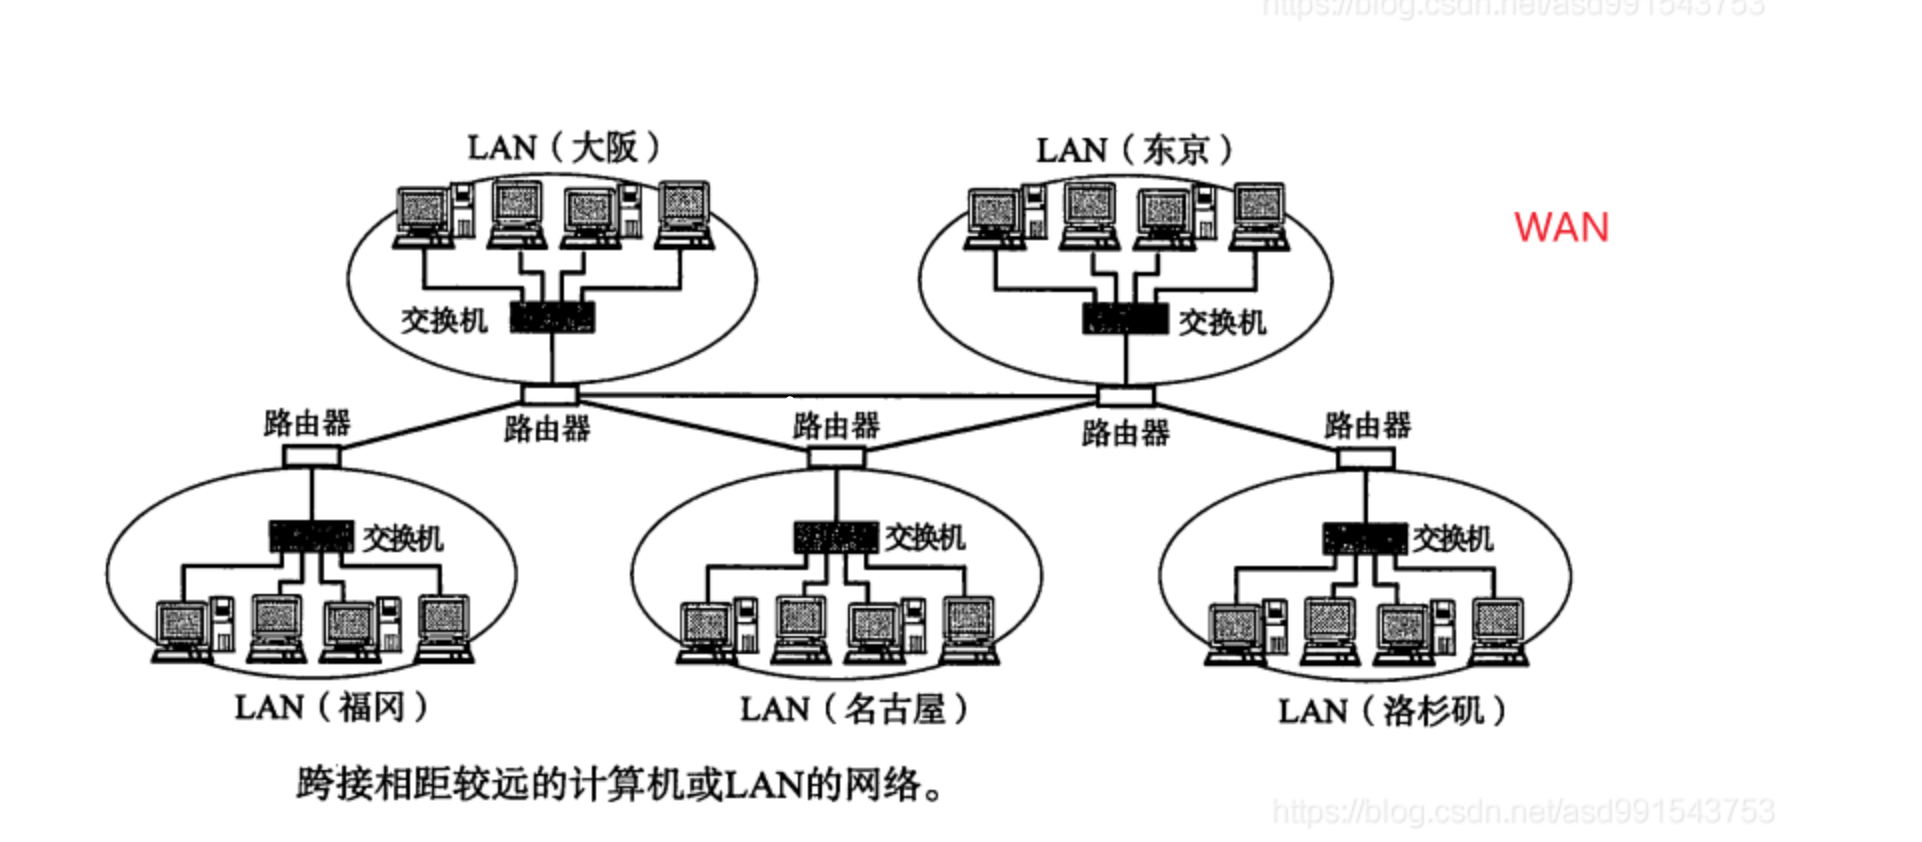 https://blog.csdn.net/asd991543753
LAN（大阪）
LAN（东京）
WAN
交换机
交换机
路由器
路由器
路由器
路由器
路由器
交换机
交换机
交换机
LAN（福冈）
LAN（名古屋）
LAN（洛杉矶）
跨接相距较远的计算机或LAN的网络。
https://blog.csdn.net/asd991543753